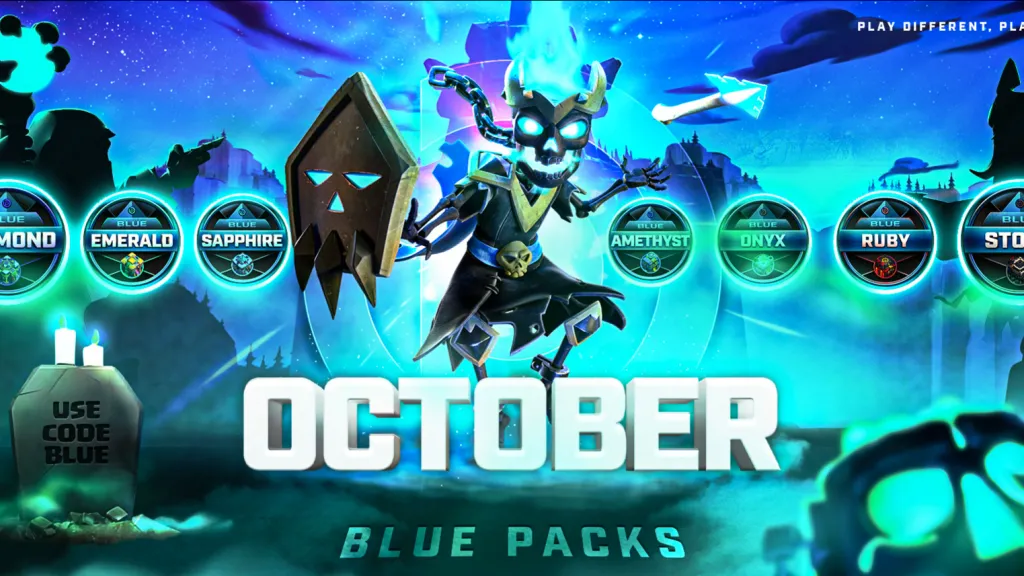 PLAY DIFFERENT, PLA
BLUE
MOND
BLUE
EMERALD
BLUE
SAPPHIRE
BLUE
AMETHYST
BLUE
ONYX
BLUE
RUBY
BLU
STO
USE
CODE
BLUE
OCTOBER
BLUE PACKS